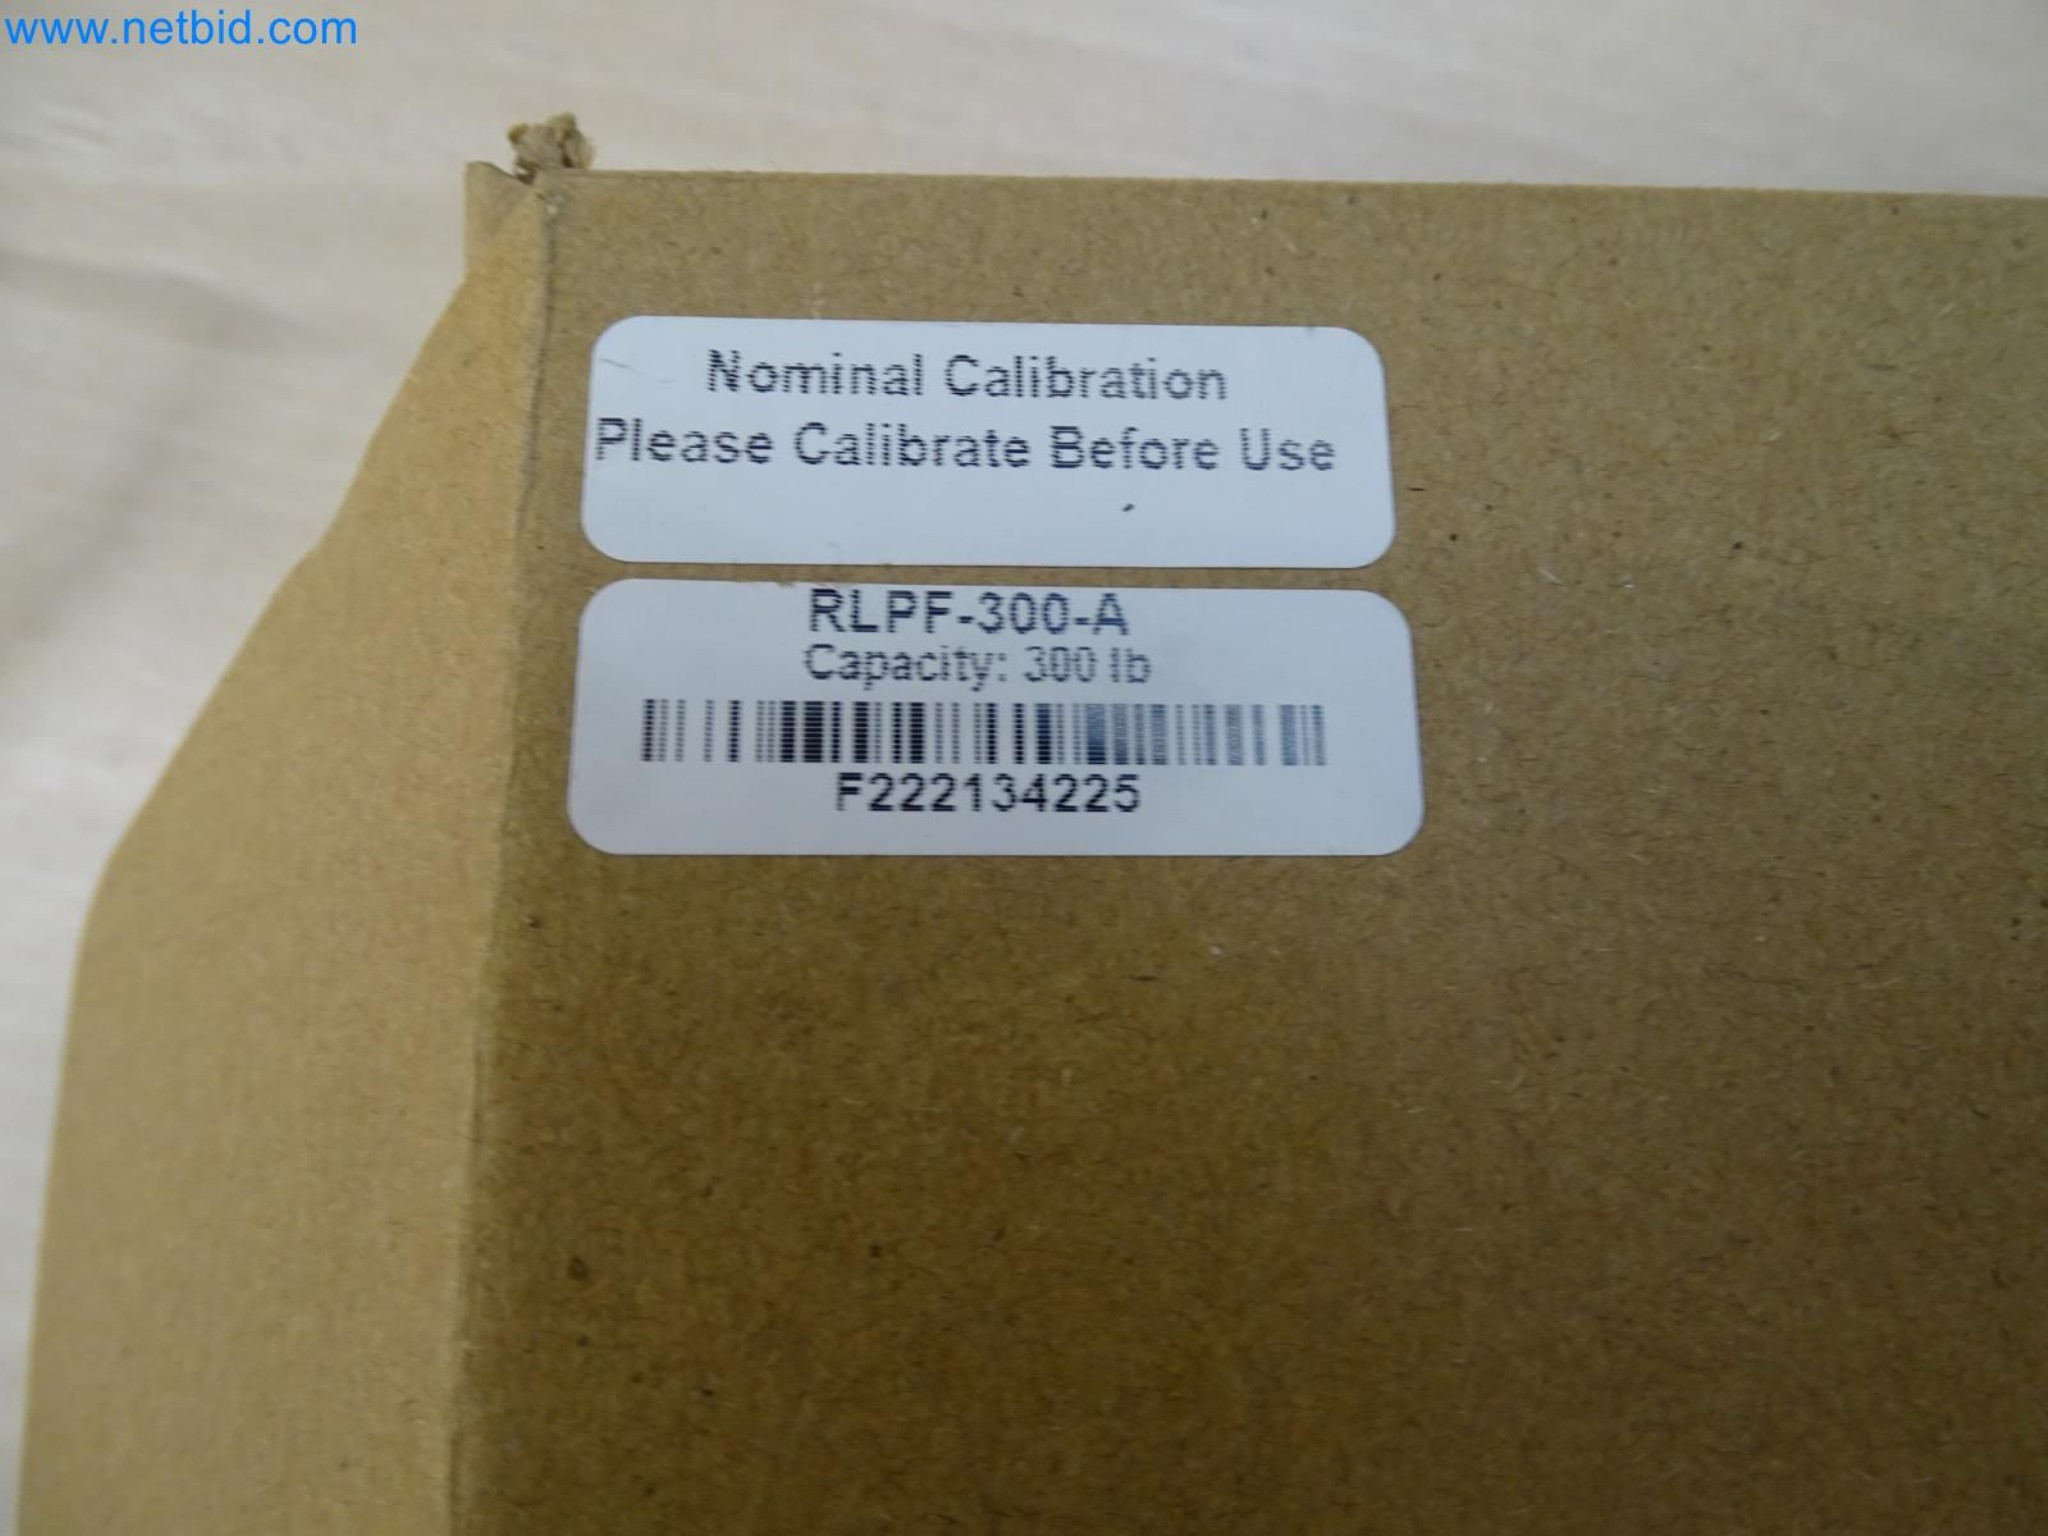 www.netbid.com
Nominal Calibration
Please Calibrate Before Use
RLPF-300-A
Capacity: 300 lb
F222134225